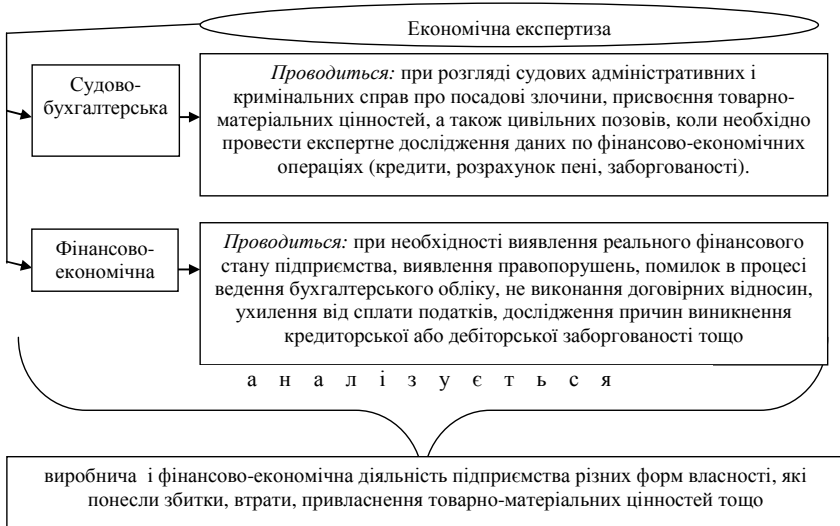 Економічна експертиза
Судово-
бухгалтерська
Проводиться: при розгляді судових адміністративних і
кримінальних справ про посадові злочини, присвоєння товарно-
матеріальних цінностей, а також цивільних позовів, коли необхідно
провести експертне дослідження даних по фінансово-економічних
операціях (кредити, розрахунок пені, заборгованості).
Фінансово-
економічна
Проводиться: при необхідності виявлення реального фінансового
стану підприємства, виявлення правопорушень, помилок в процесі
ведення бухгалтерського обліку, не виконання договірних відносин,
ухилення від сплати податків, дослідження причин виникнення
кредиторської або дебіторської заборгованості тощо
а н а л і з у є т ь с я
виробнича і фінансово-економічна діяльність підприємства різних форм власності, які
понесли збитки, втрати, привласнення товарно-матеріальних цінностей тощо